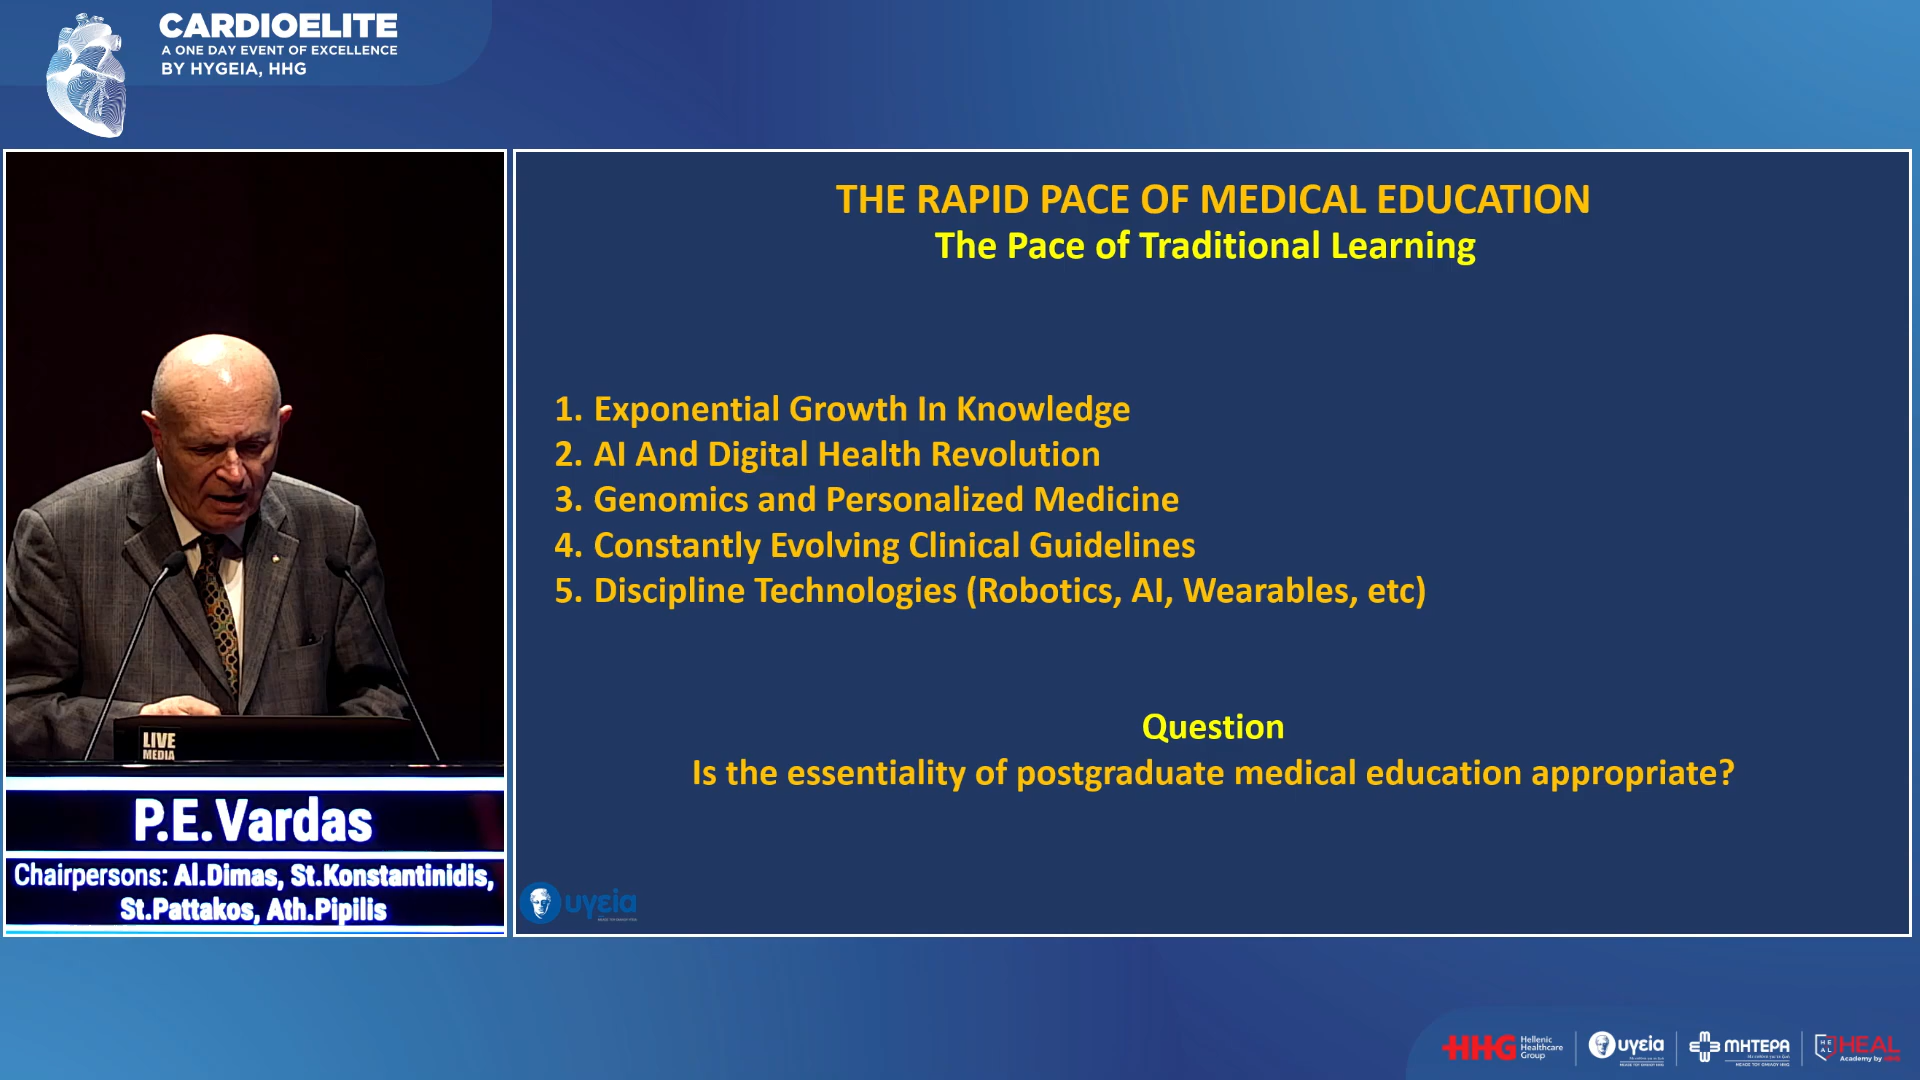 CARDIOELITE
A ONE DAY EVENT OF EXCELLENCE
BY HYGEIA, HHG
THE RAPID PACE OF MEDICAL EDUCATION
The Pace of Traditional Learning
1. Exponential Growth In Knowledge
2. AI And Digital Health Revolution
3. Genomics and Personalized Medicine
4. Constantly Evolving Clinical Guidelines
5. Discipline Technologies (Robotics, AI, Wearables, etc)
Question
Is the essentiality of postgraduate medical education appropriate?
υγεία
LIVE
MEDIA
P.E.Vardas
Chairpersons: Al.Dimas, St.Konstantinidis,
St.Pattakos, Ath.Pipilis
HHG Hellenic
Healthcare
Group
υγεία
ΜΗΤΕΡΑ
HEAL
HEAL
Academy by